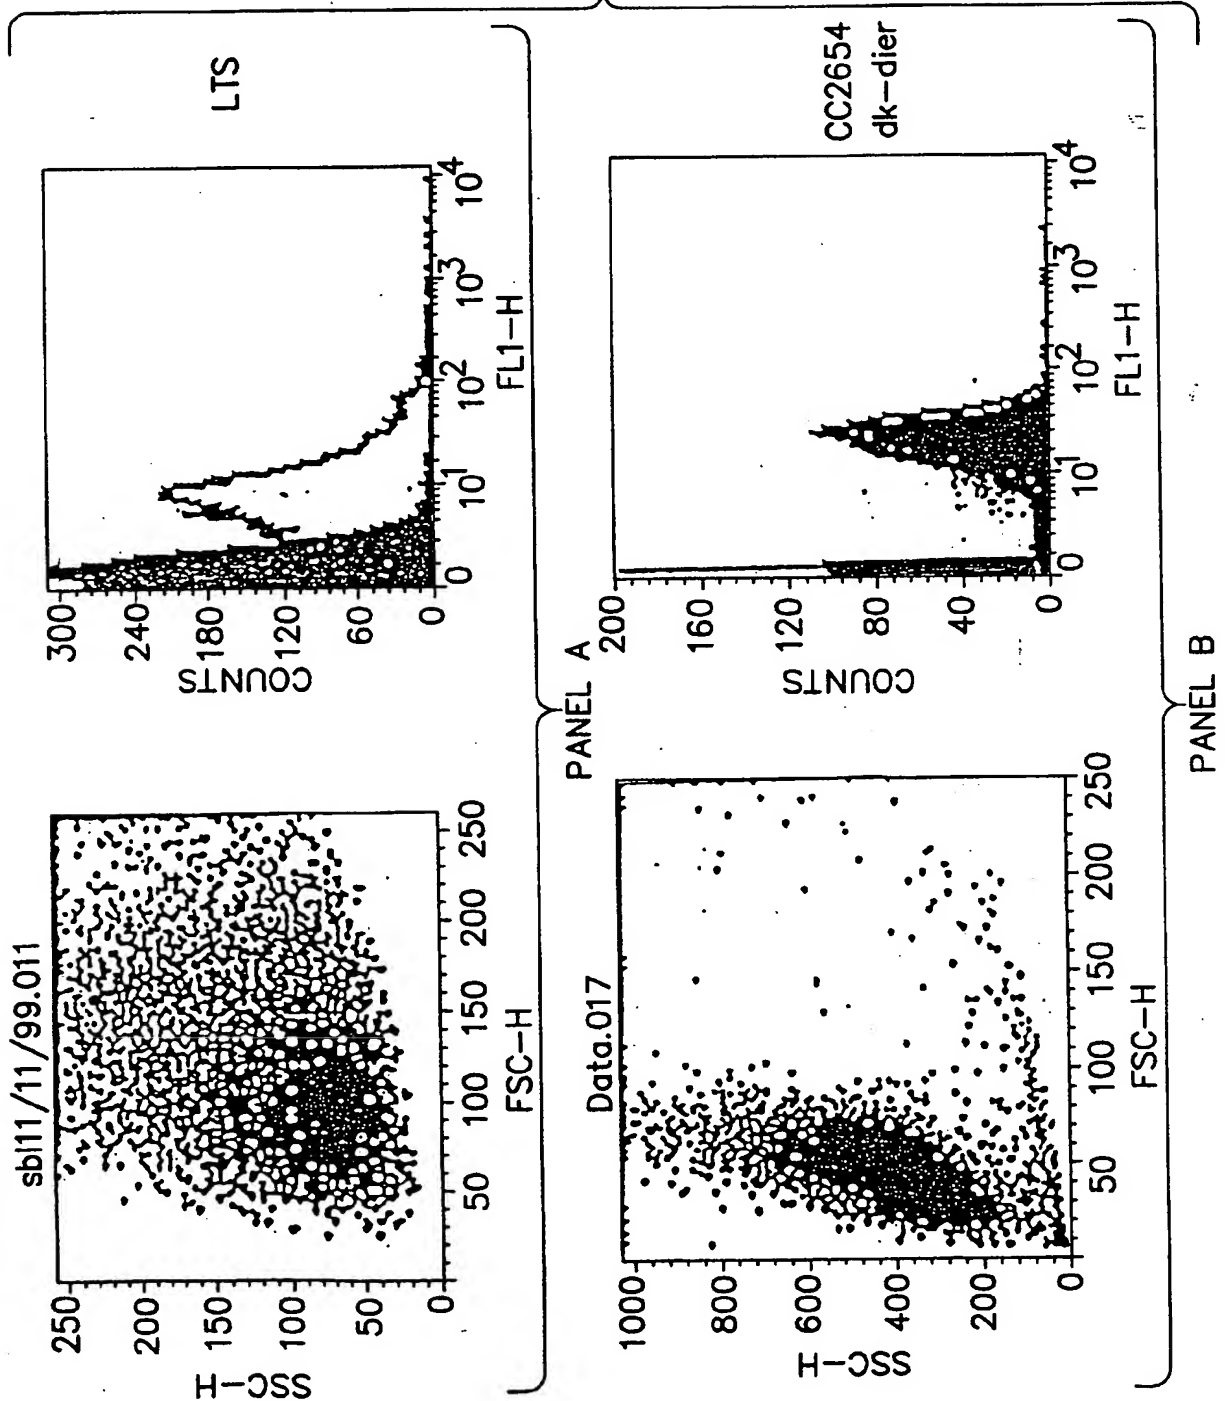 sbl11/11/99.011
SSC-H
250
200
150
100
50
0
50
100
150
200
250
FSC-H
COUNTS
300
240
180
120
60
0
0
10¹
10²
10³
10⁴
FL1-H
LTS
PANEL A
Data.017
SSC-H
1000
800
600
400
200
0
50
100
150
200
250
FSC-H
COUNTS
200
160
120
80
40
0
0
10¹
10²
10³
10⁴
FL1-H
CC2654
dk-dier
PANEL B